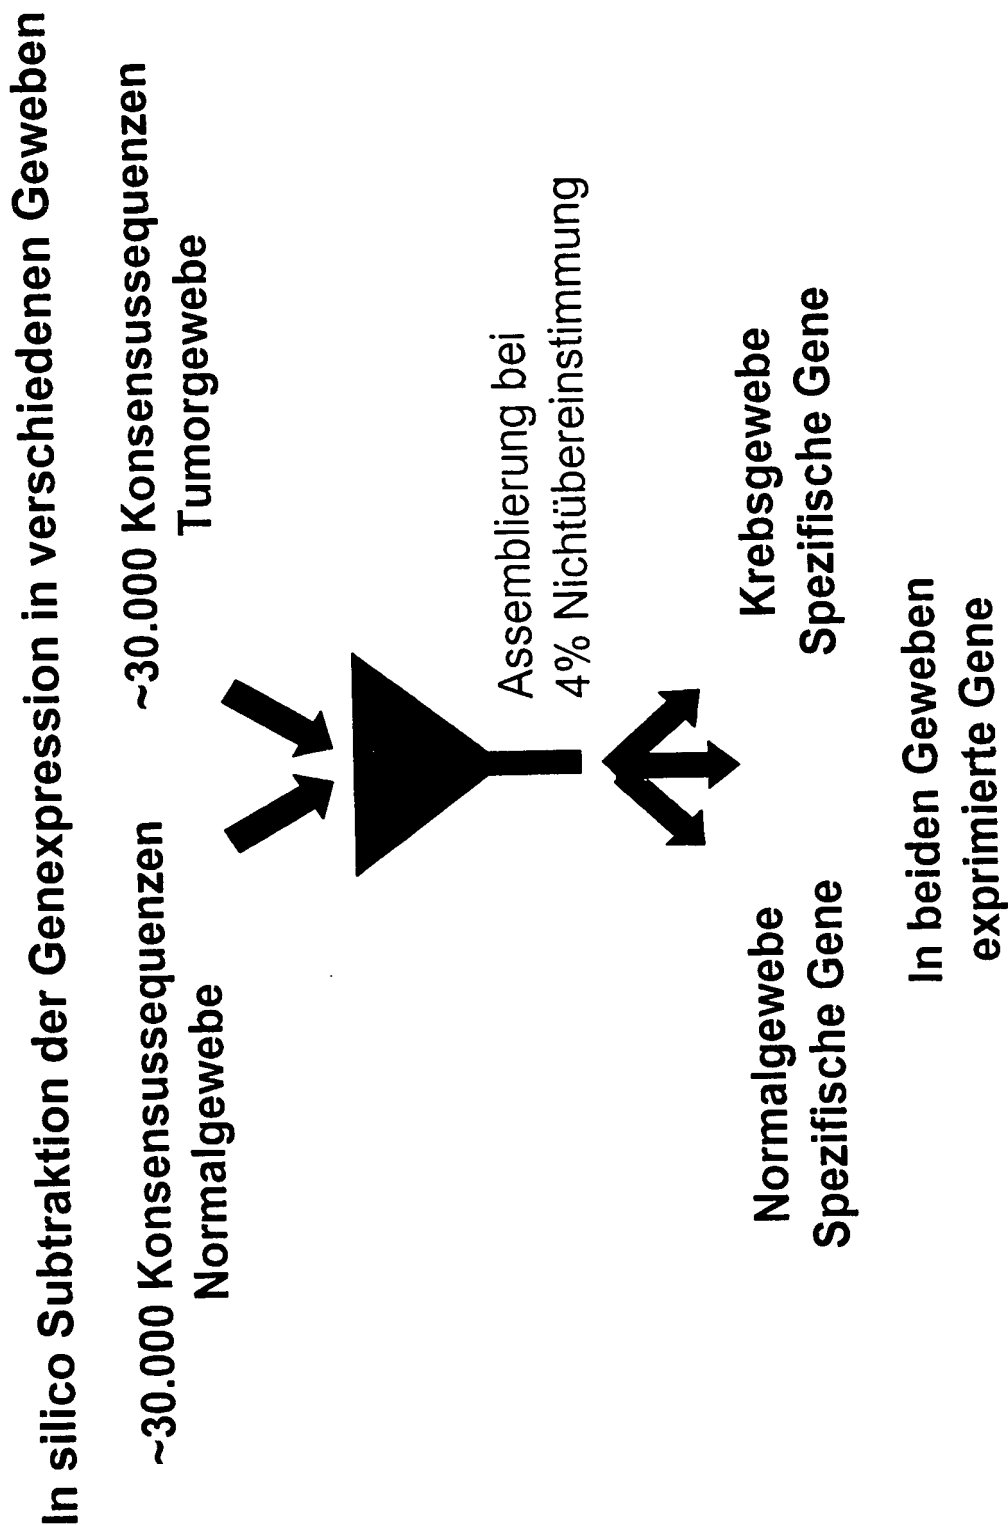 In silico Subtraktion der Genexpression in verschiedenen Geweben
~30.000 Konsensussequenzen
Normalgewebe
~30.000 Konsensussequenzen
Tumorgewebe
Assemblierung bei
4% Nichtübereinstimmung
Normalgewebe
Spezifische Gene
Krebsgewebe
Spezifische Gene
In beiden Geweben
exprimierte Gene